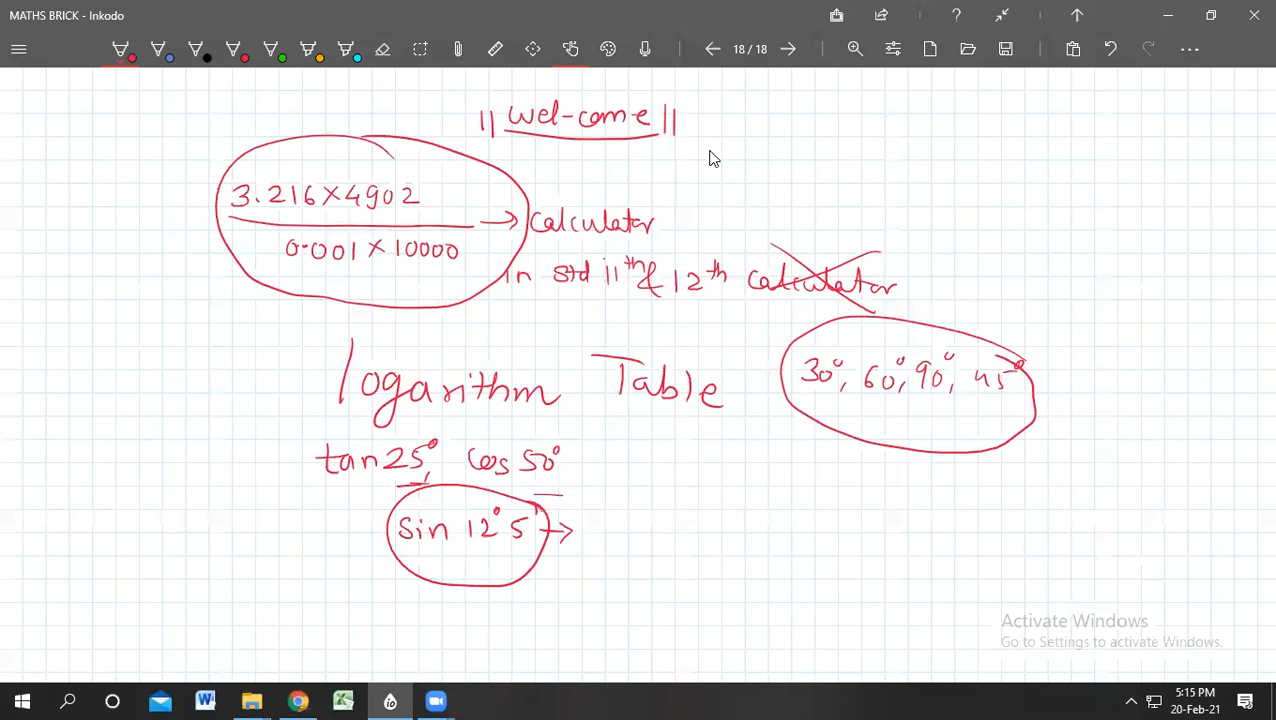 MATHS BRICK - Inkodo
18 / 18
|| Wel-come ||
3.216×4902
0.001 × 10000
→ Calculator
In std 11th & 12th calculator
logarithm Table
30°, 60°, 90°, 45°
tan25°, cos 50°
Sin 12° 5' →
Activate Windows
Go to Settings to activate Windows.
5:15 PM
20-Feb-21